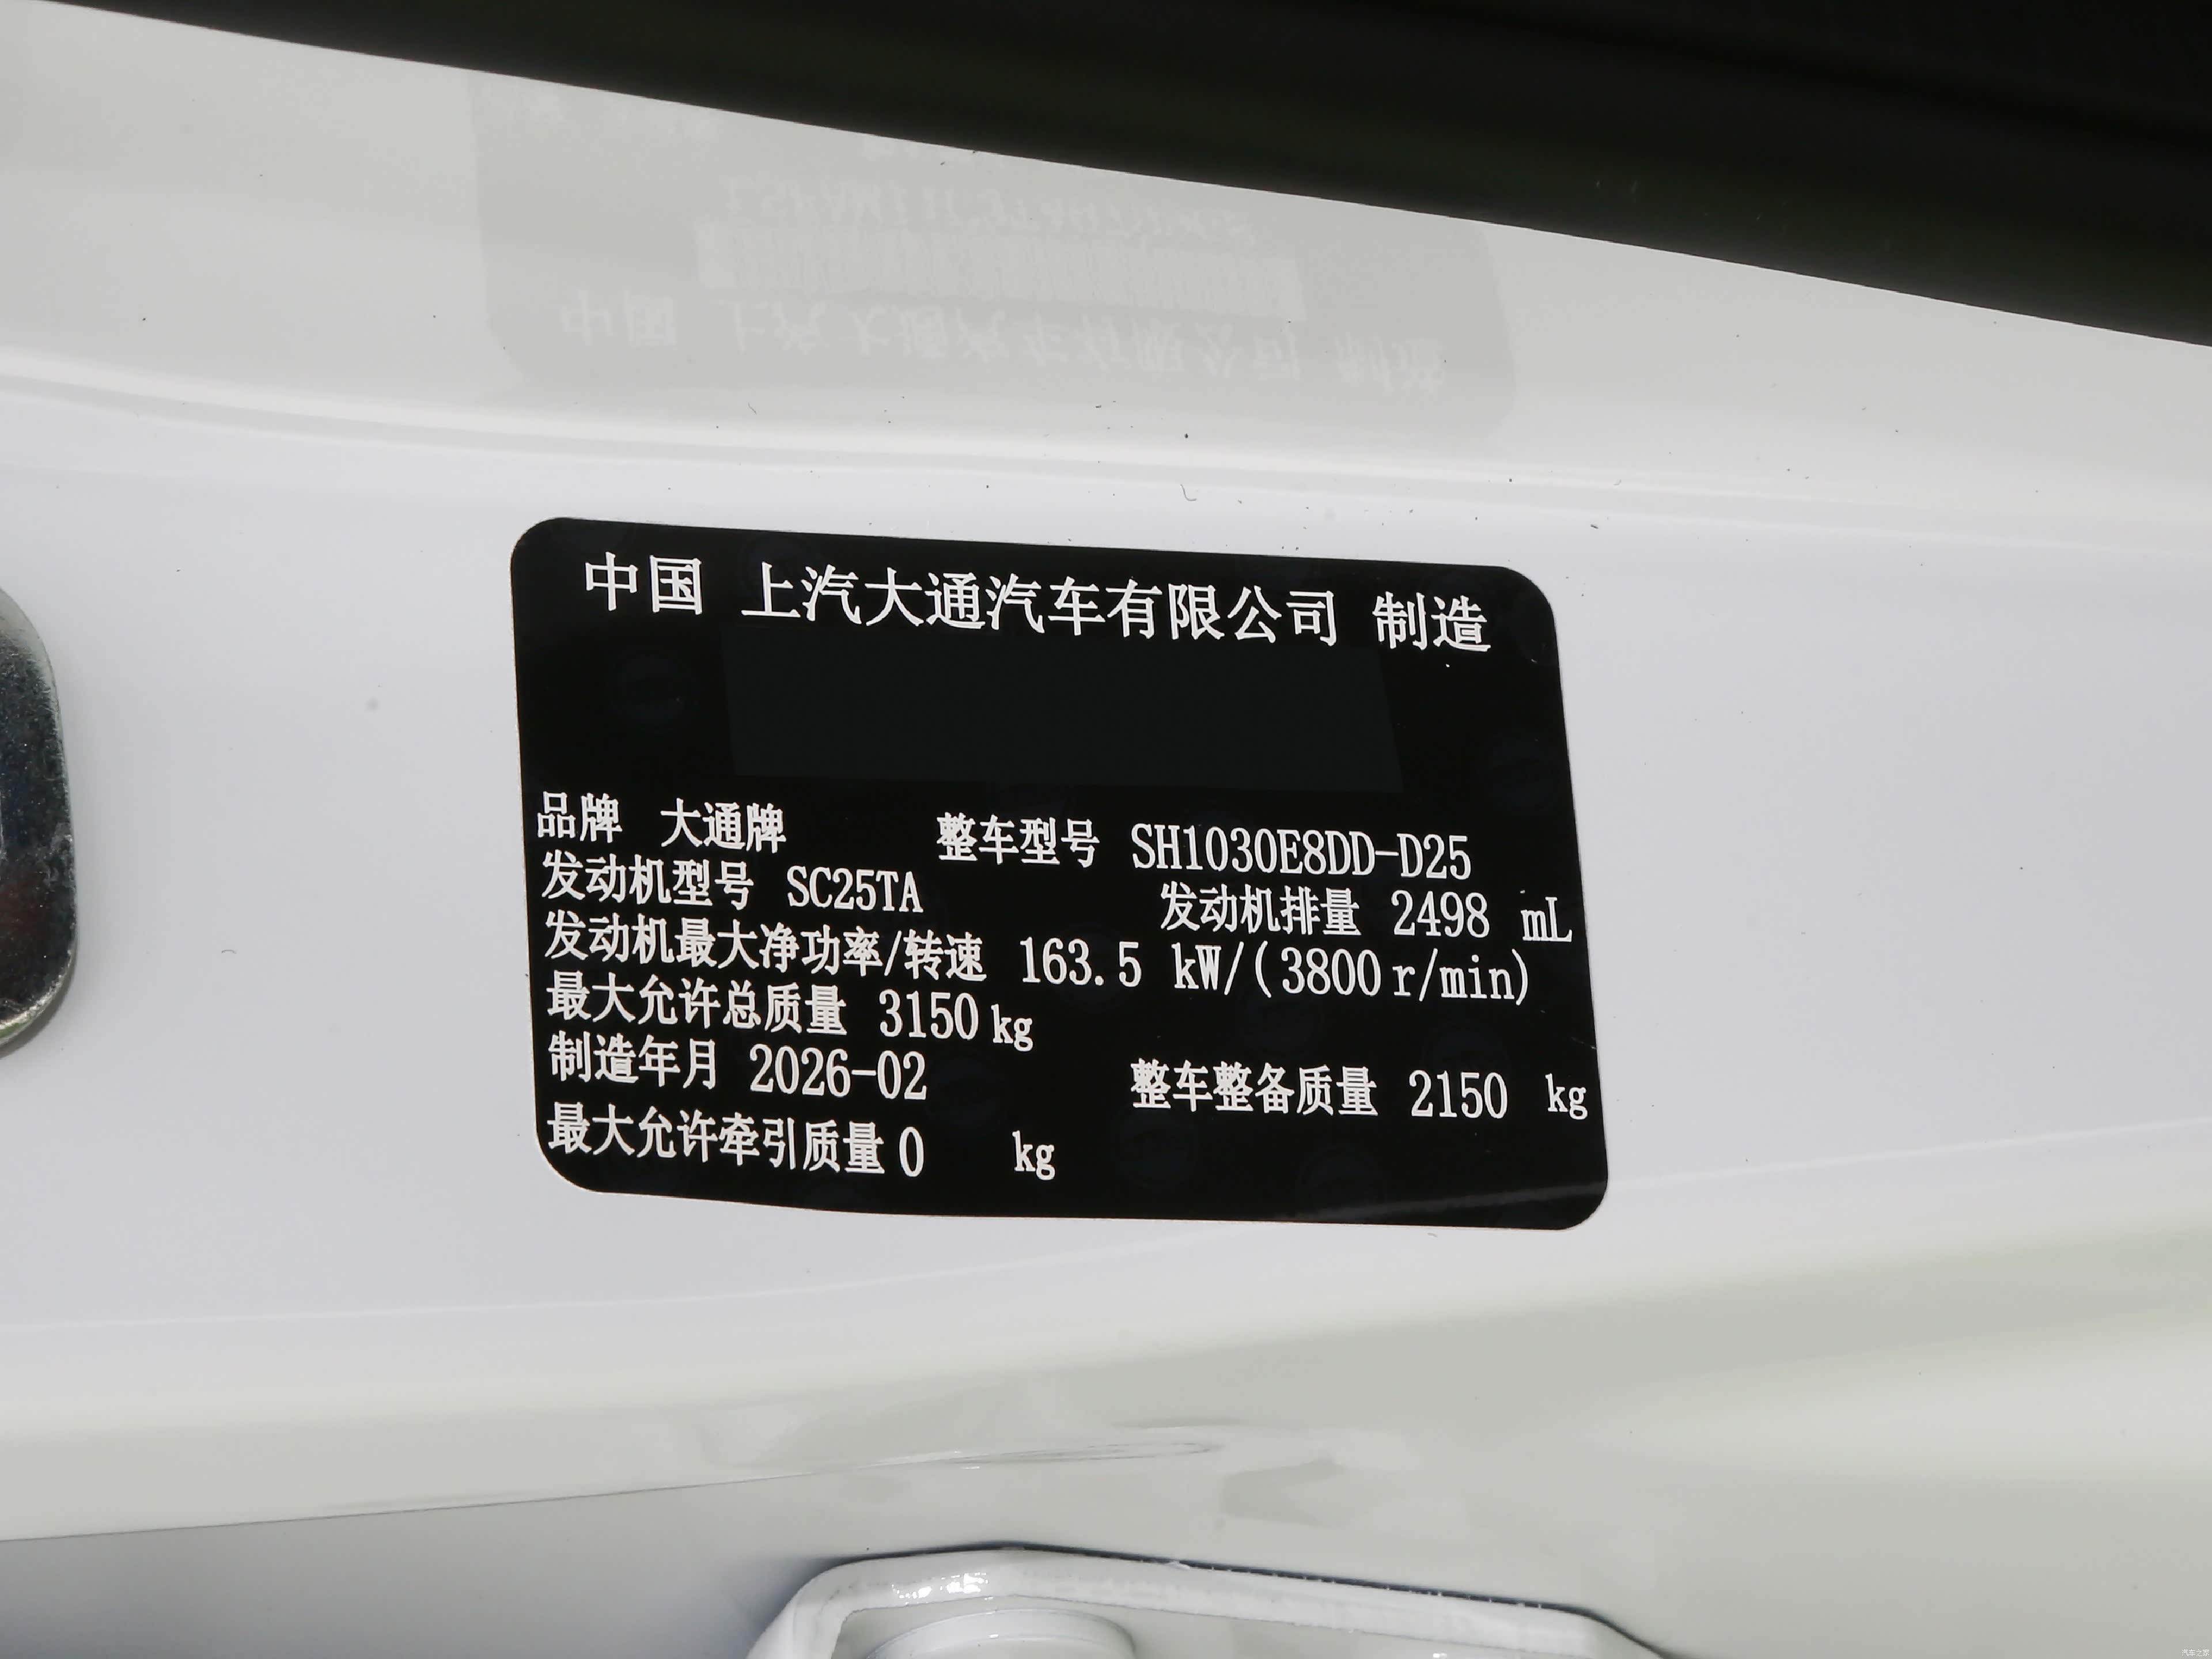 中国 上汽大通汽车有限公司 制造
品牌 大通牌 整车型号 SH1030E8DD-D25
发动机型号 SC25TA 发动机排量 2498 mL
发动机最大净功率/转速 163.5 kW/(3800 r/min)
最大允许总质量 3150 kg
制造年月 2026-02 整车整备质量 2150 kg
最大允许牵引质量 0 kg
汽车之家